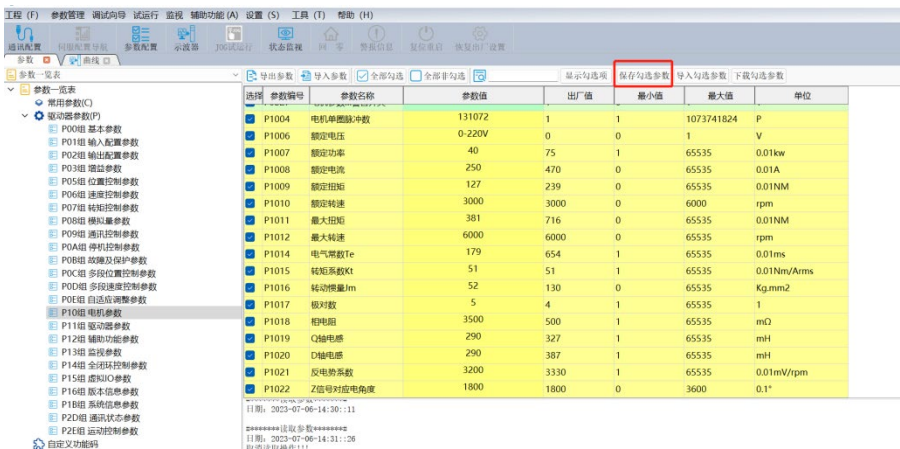 工程 (F) 参数管理 调试向导 试运行 监视 辅助功能 (A) 设置 (S) 工具 (T) 帮助 (H)
通讯配置 伺服配置导航 参数配置 示波器 JOG试运行 状态监视 回 零 警报信息 复位重启 恢复出厂设置
参数 曲线
参数一览表 导出参数 导入参数 全部勾选 全部非勾选 显示勾选项 保存勾选参数 导入勾选参数 下载勾选参数
参数一览表
常用参数(C)
驱动器参数(P)
P00组 基本参数
P01组 输入配置参数
P02组 输出配置参数
P03组 增益参数
P05组 位置控制参数
P06组 速度控制参数
P07组 转矩控制参数
P08组 模拟量参数
P09组 通讯控制参数
P0A组 停机控制参数
P0B组 故障及保护参数
P0C组 多段位置控制参数
P0D组 多段速度控制参数
P0E组 自适应调整参数
P10组 电机参数
P11组 驱动器参数
P12组 辅助功能参数
P13组 监视参数
P14组 全闭环控制参数
P15组 虚拟IO参数
P16组 版本信息参数
P1B组 系统信息参数
P2D组 通讯状态参数
P2E组 运动控制参数
自定义功能码
选择 参数编号 参数名称 参数值 出厂值 最小值 最大值 单位
P1004 电机单圈脉冲数 131072 1 1 1073741824 P
P1006 额定电压 0-220V 0 0 1 V
P1007 额定功率 40 75 1 65535 0.01kw
P1008 额定电流 250 470 1 65535 0.01A
P1009 额定扭矩 127 239 0 65535 0.01NM
P1010 额定转速 3000 3000 0 6000 rpm
P1011 最大扭矩 381 716 0 65535 0.01NM
P1012 最大转速 6000 6000 0 65535 rpm
P1014 电气常数Te 179 654 1 65535 0.01ms
P1015 转矩系数Kt 51 51 1 65535 0.01Nm/Arms
P1016 转动惯量Jm 52 130 0 65535 Kg.mm2
P1017 极对数 5 4 1 65535 1
P1018 相电阻 3500 500 1 65535 mΩ
P1019 Q轴电感 290 327 1 65535 mH
P1020 D轴电感 290 387 1 65535 mH
P1021 反电势系数 3200 3330 1 65535 0.01mV/rpm
P1022 Z信号对应电角度 1800 1800 0 3600 0.1°
日期：2023-07-06-14:30::11
********读取参数********
日期：2023-07-06-14:31::26